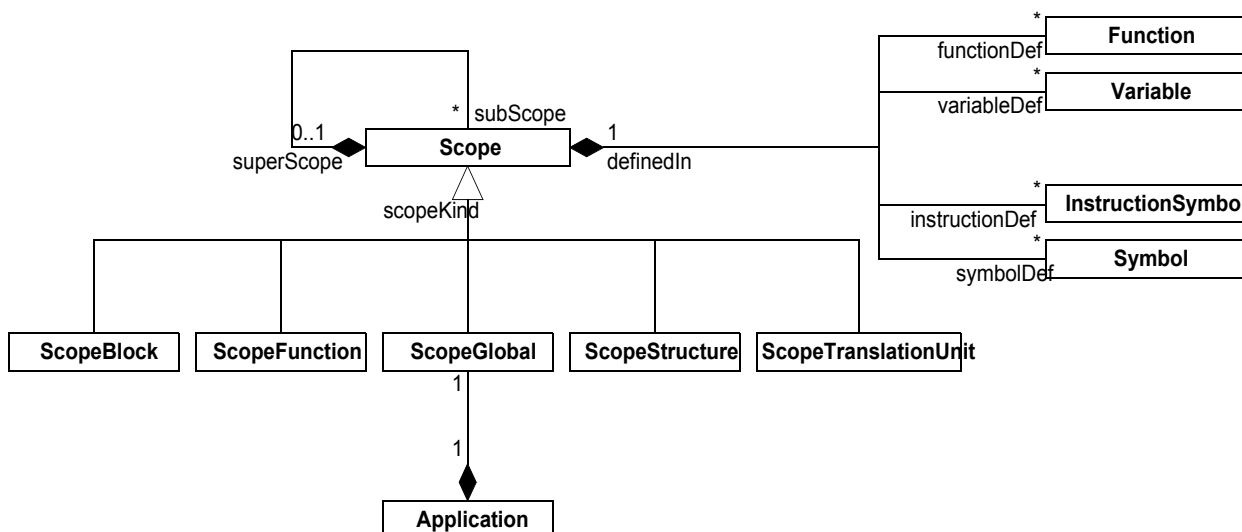 *
Function
functionDef
*
Variable
variableDef
* subScope
0..1
Scope
1
superScope
definedIn
scopeKind
*
InstructionSymbo
instructionDef
*
Symbol
symbolDef
ScopeBlock
ScopeFunction
ScopeGlobal
ScopeStructure
ScopeTranslationUnit
1
1
Application